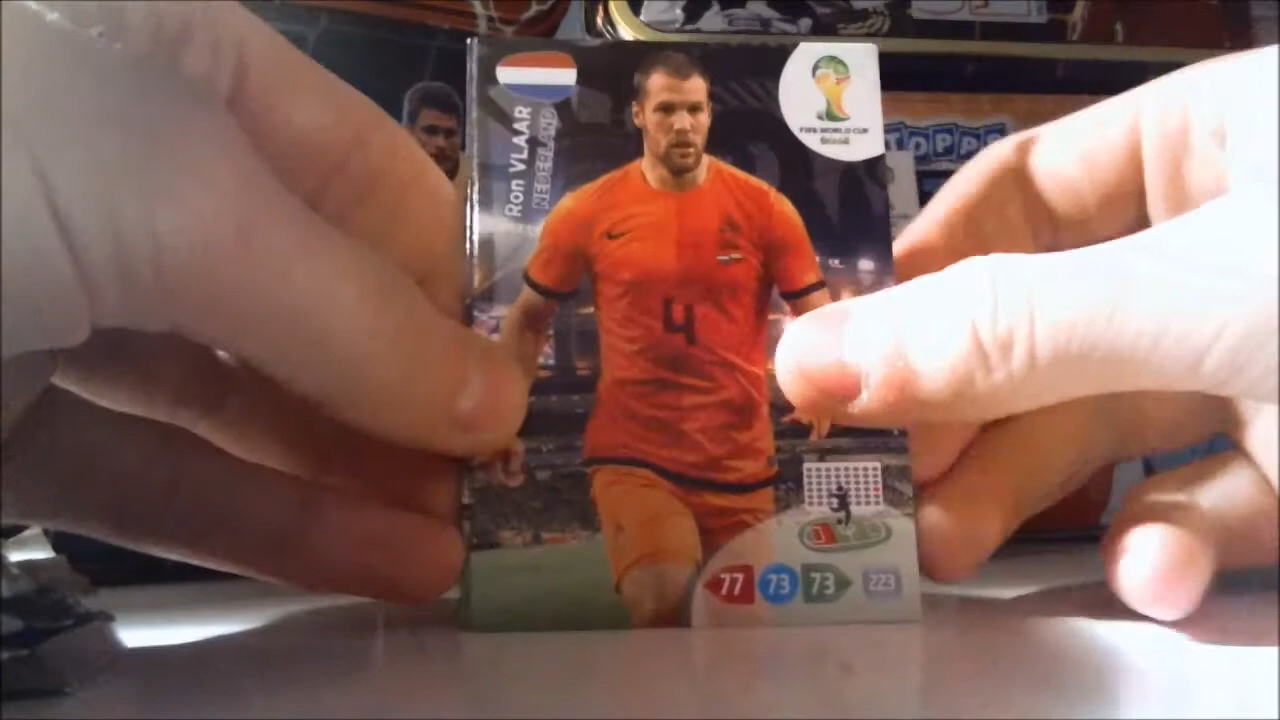 Ron VLAAR
NEDERLAND
FIFA WORLD CUP
Brasil
TOPPS
4
77 73 73 223